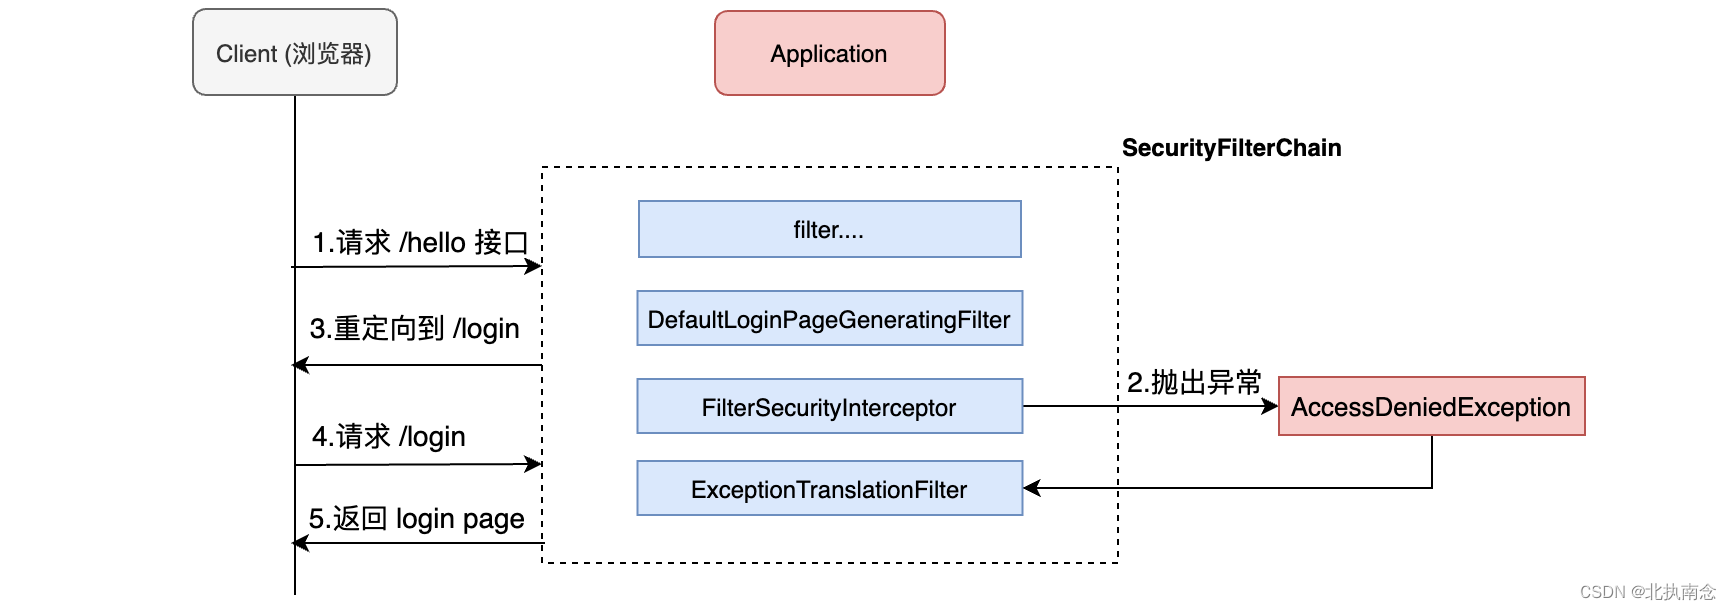 Client (浏览器)
Application
SecurityFilterChain
filter....
1.请求 /hello 接口
DefaultLoginPageGeneratingFilter
3.重定向到 /login
2.抛出异常
FilterSecurityInterceptor
AccessDeniedException
4.请求 /login
ExceptionTranslationFilter
5.返回 login page
CSDN @北执南念